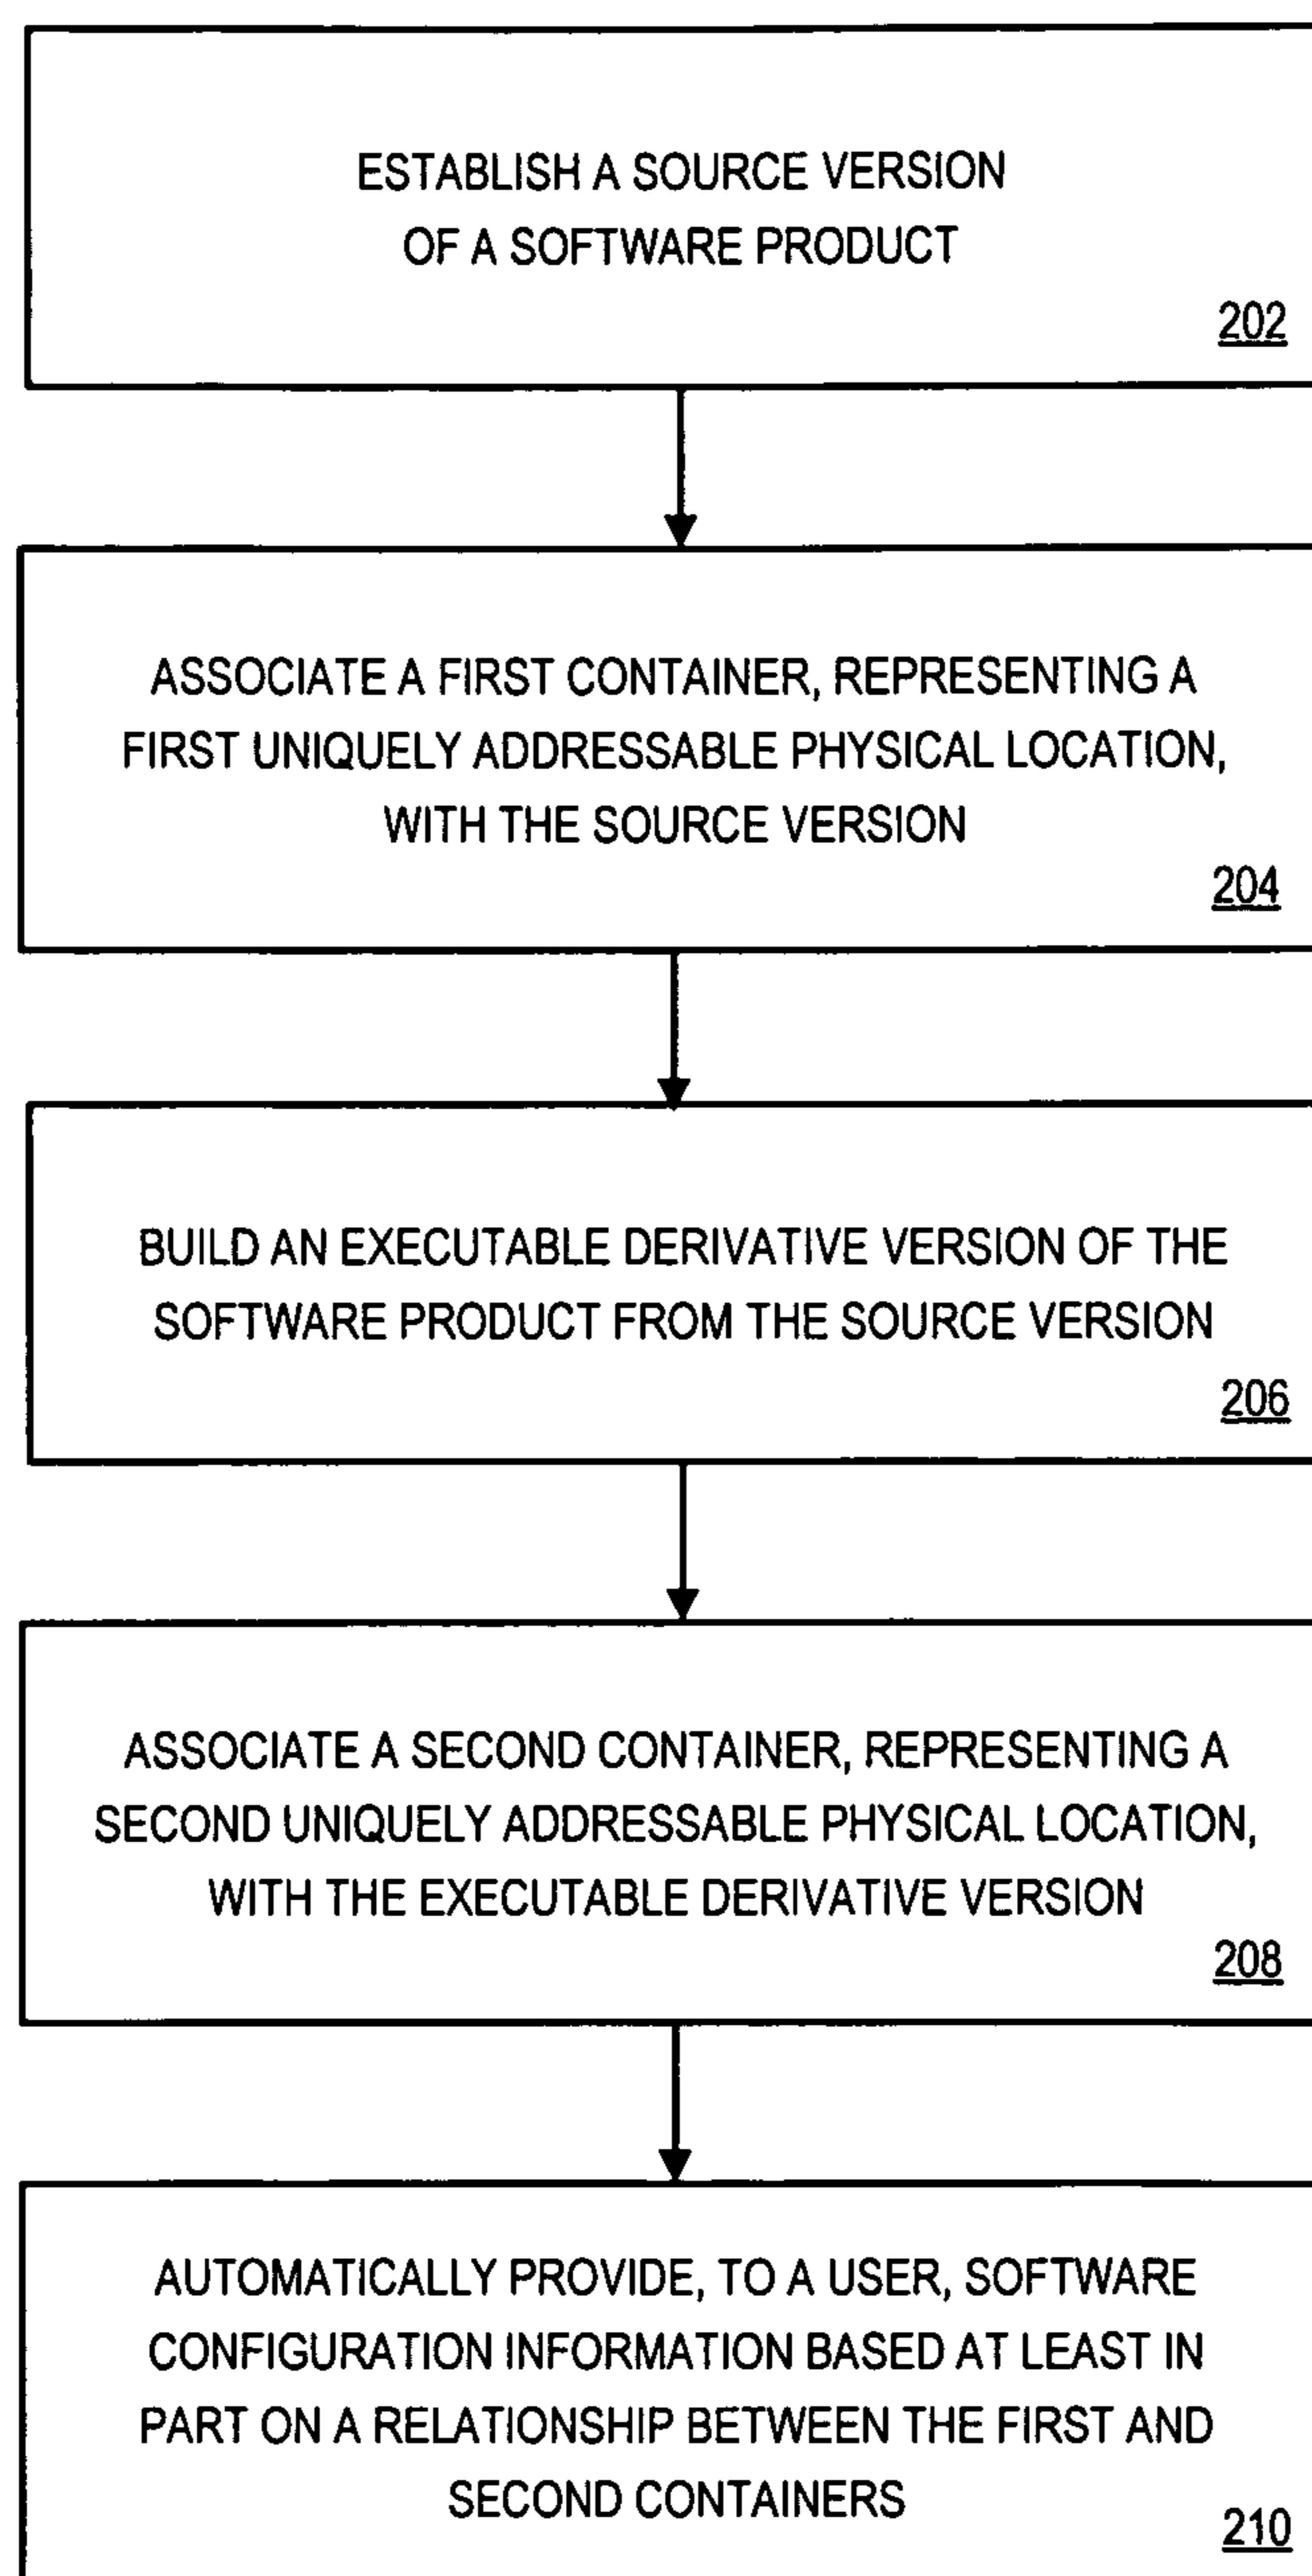 ESTABLISH A SOURCE VERSION
OF A SOFTWARE PRODUCT
202
ASSOCIATE A FIRST CONTAINER, REPRESENTING A
FIRST UNIQUELY ADDRESSABLE PHYSICAL LOCATION,
WITH THE SOURCE VERSION
204
BUILD AN EXECUTABLE DERIVATIVE VERSION OF THE
SOFTWARE PRODUCT FROM THE SOURCE VERSION
206
ASSOCIATE A SECOND CONTAINER, REPRESENTING A
SECOND UNIQUELY ADDRESSABLE PHYSICAL LOCATION,
WITH THE EXECUTABLE DERIVATIVE VERSION
208
AUTOMATICALLY PROVIDE, TO A USER, SOFTWARE
CONFIGURATION INFORMATION BASED AT LEAST IN
PART ON A RELATIONSHIP BETWEEN THE FIRST AND
SECOND CONTAINERS
210